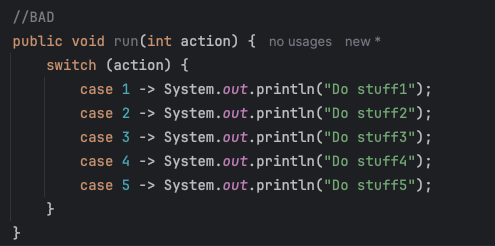 //BAD
public void run(int action) { no usages new *
    switch (action) {
        case 1 -> System.out.println("Do stuff1");
        case 2 -> System.out.println("Do stuff2");
        case 3 -> System.out.println("Do stuff3");
        case 4 -> System.out.println("Do stuff4");
        case 5 -> System.out.println("Do stuff5");
    }
}